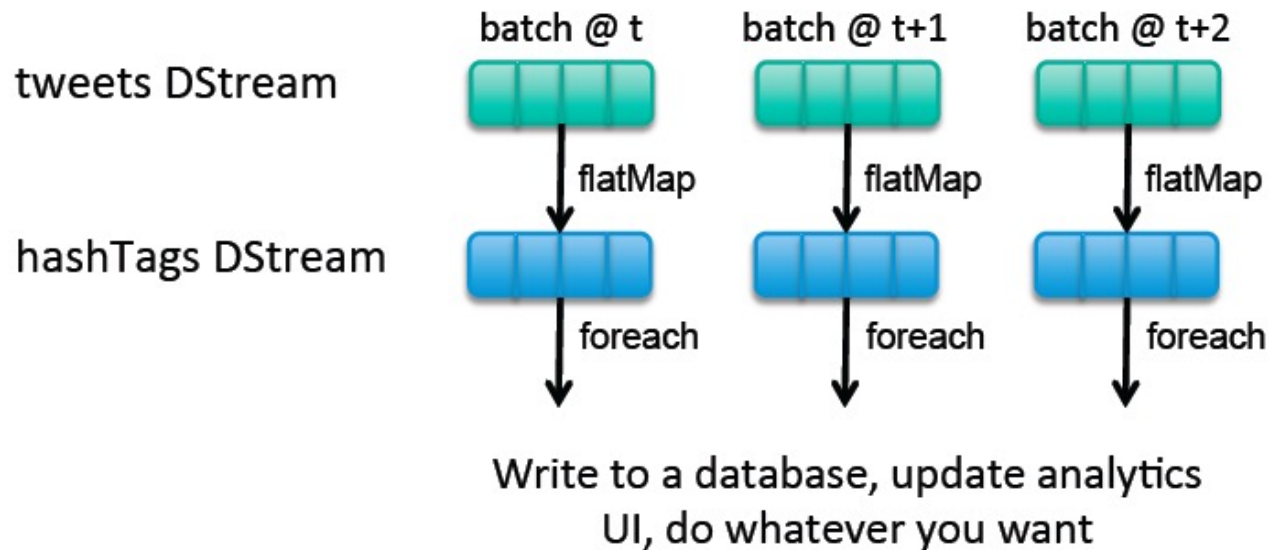 batch @ t batch @ t+1 batch @ t+2
tweets DStream
flatMap flatMap flatMap
hashTags DStream
foreach foreach foreach
Write to a database, update analytics
UI, do whatever you want